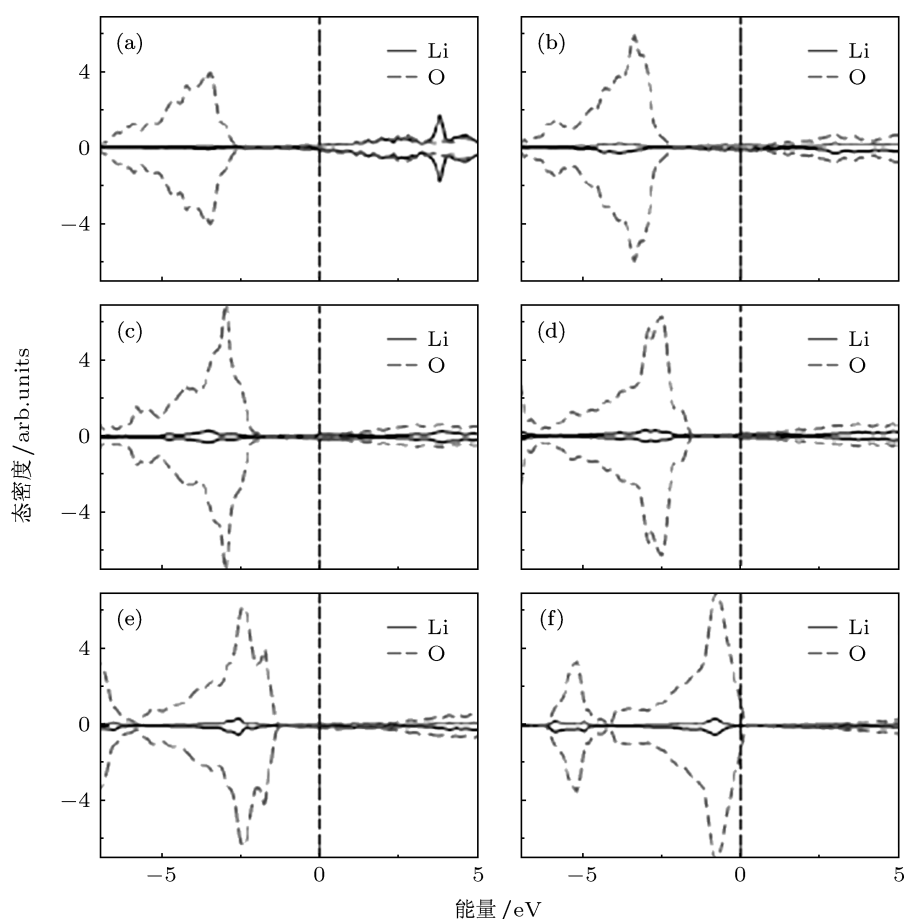 (a)
Li
O
4
0
−4
(b)
Li
O
(c)
Li
O
4
0
−4
(d)
Li
O
态密度/arb.units
(e)
Li
O
4
0
−4
−5
0
5
(f)
Li
O
−5
0
5
能量/eV